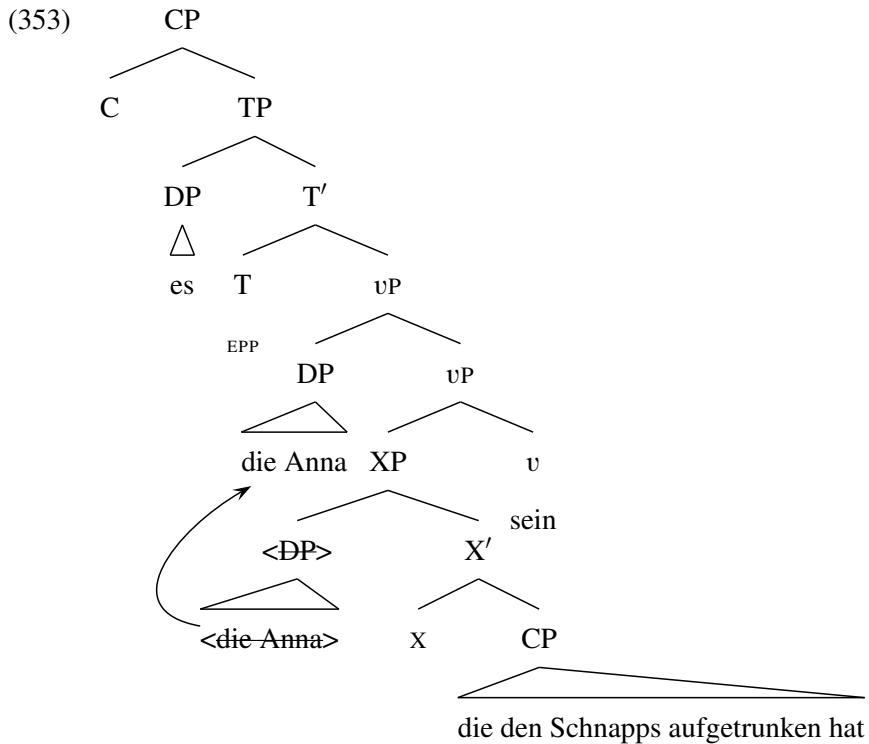 (353) CP
C TP
DP T′
es T υP
EPP
DP υP
die Anna XP υ
sein
<DP> X′
<die Anna> X CP
die den Schnapps aufgetrunken hat